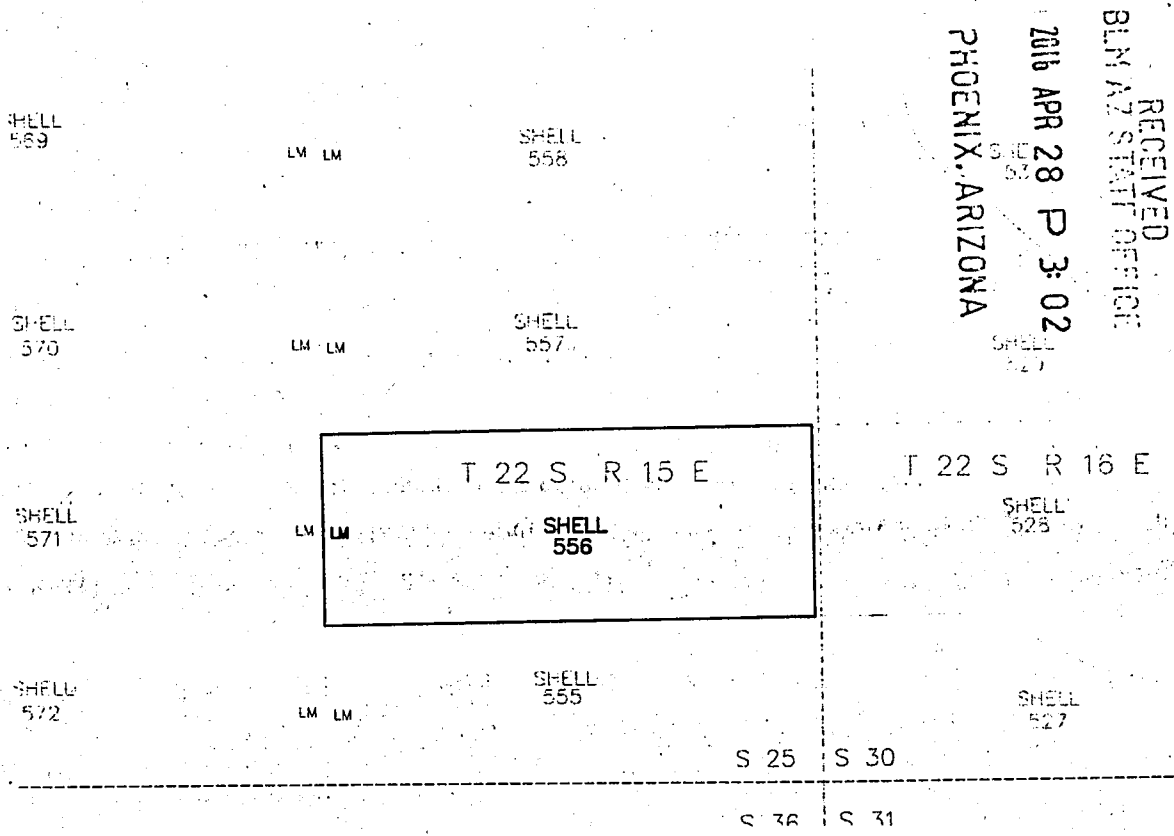 RECEIVED
BLM AZ STATE OFFICE
2016 APR 28 P 3:02
PHOENIX, ARIZONA
SHELL
569
LM LM
SHELL
558
SHELL
570
LM LM
SHELL
557
SHELL
529
T 22 S R 15 E
T 22 S R 16 E
SHELL
571
LM LM
SHELL
556
SHELL
528
SHELL
572
LM LM
SHELL
555
SHELL
527
S 25
S 30
S 36
S 31